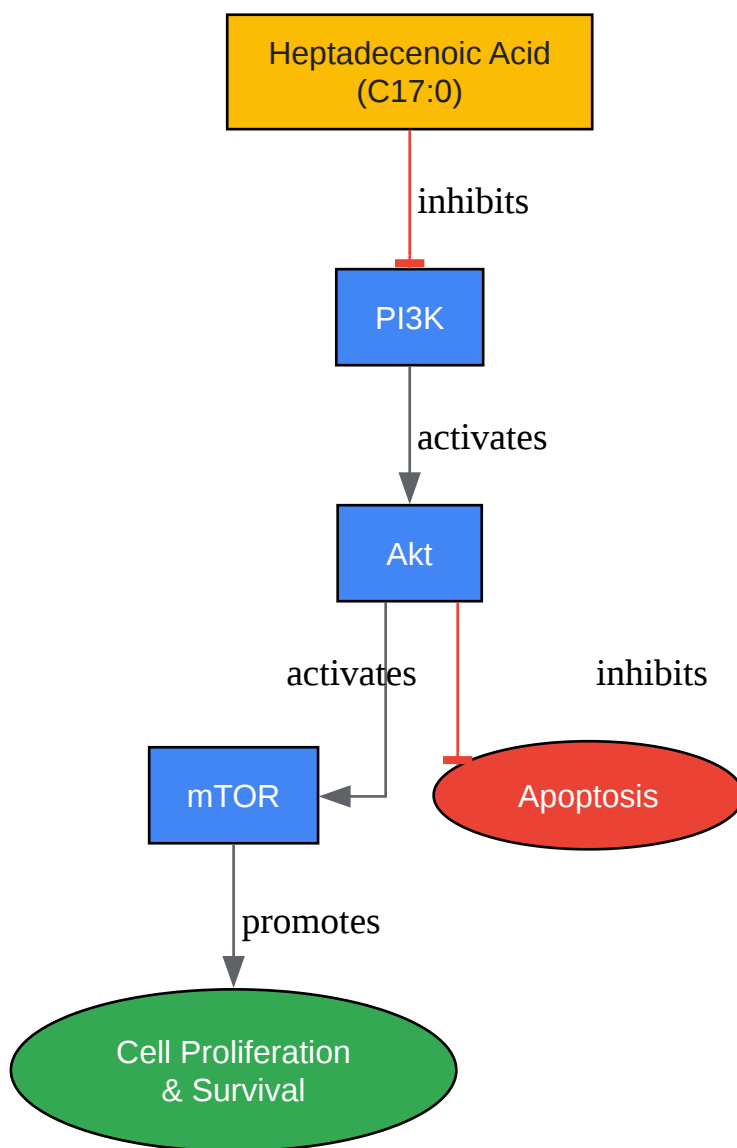 Heptadecenoic Acid
(C17:0)
inhibits
PI3K
activates
Akt
activates
inhibits
mTOR
Apoptosis
promotes
Cell Proliferation
& Survival